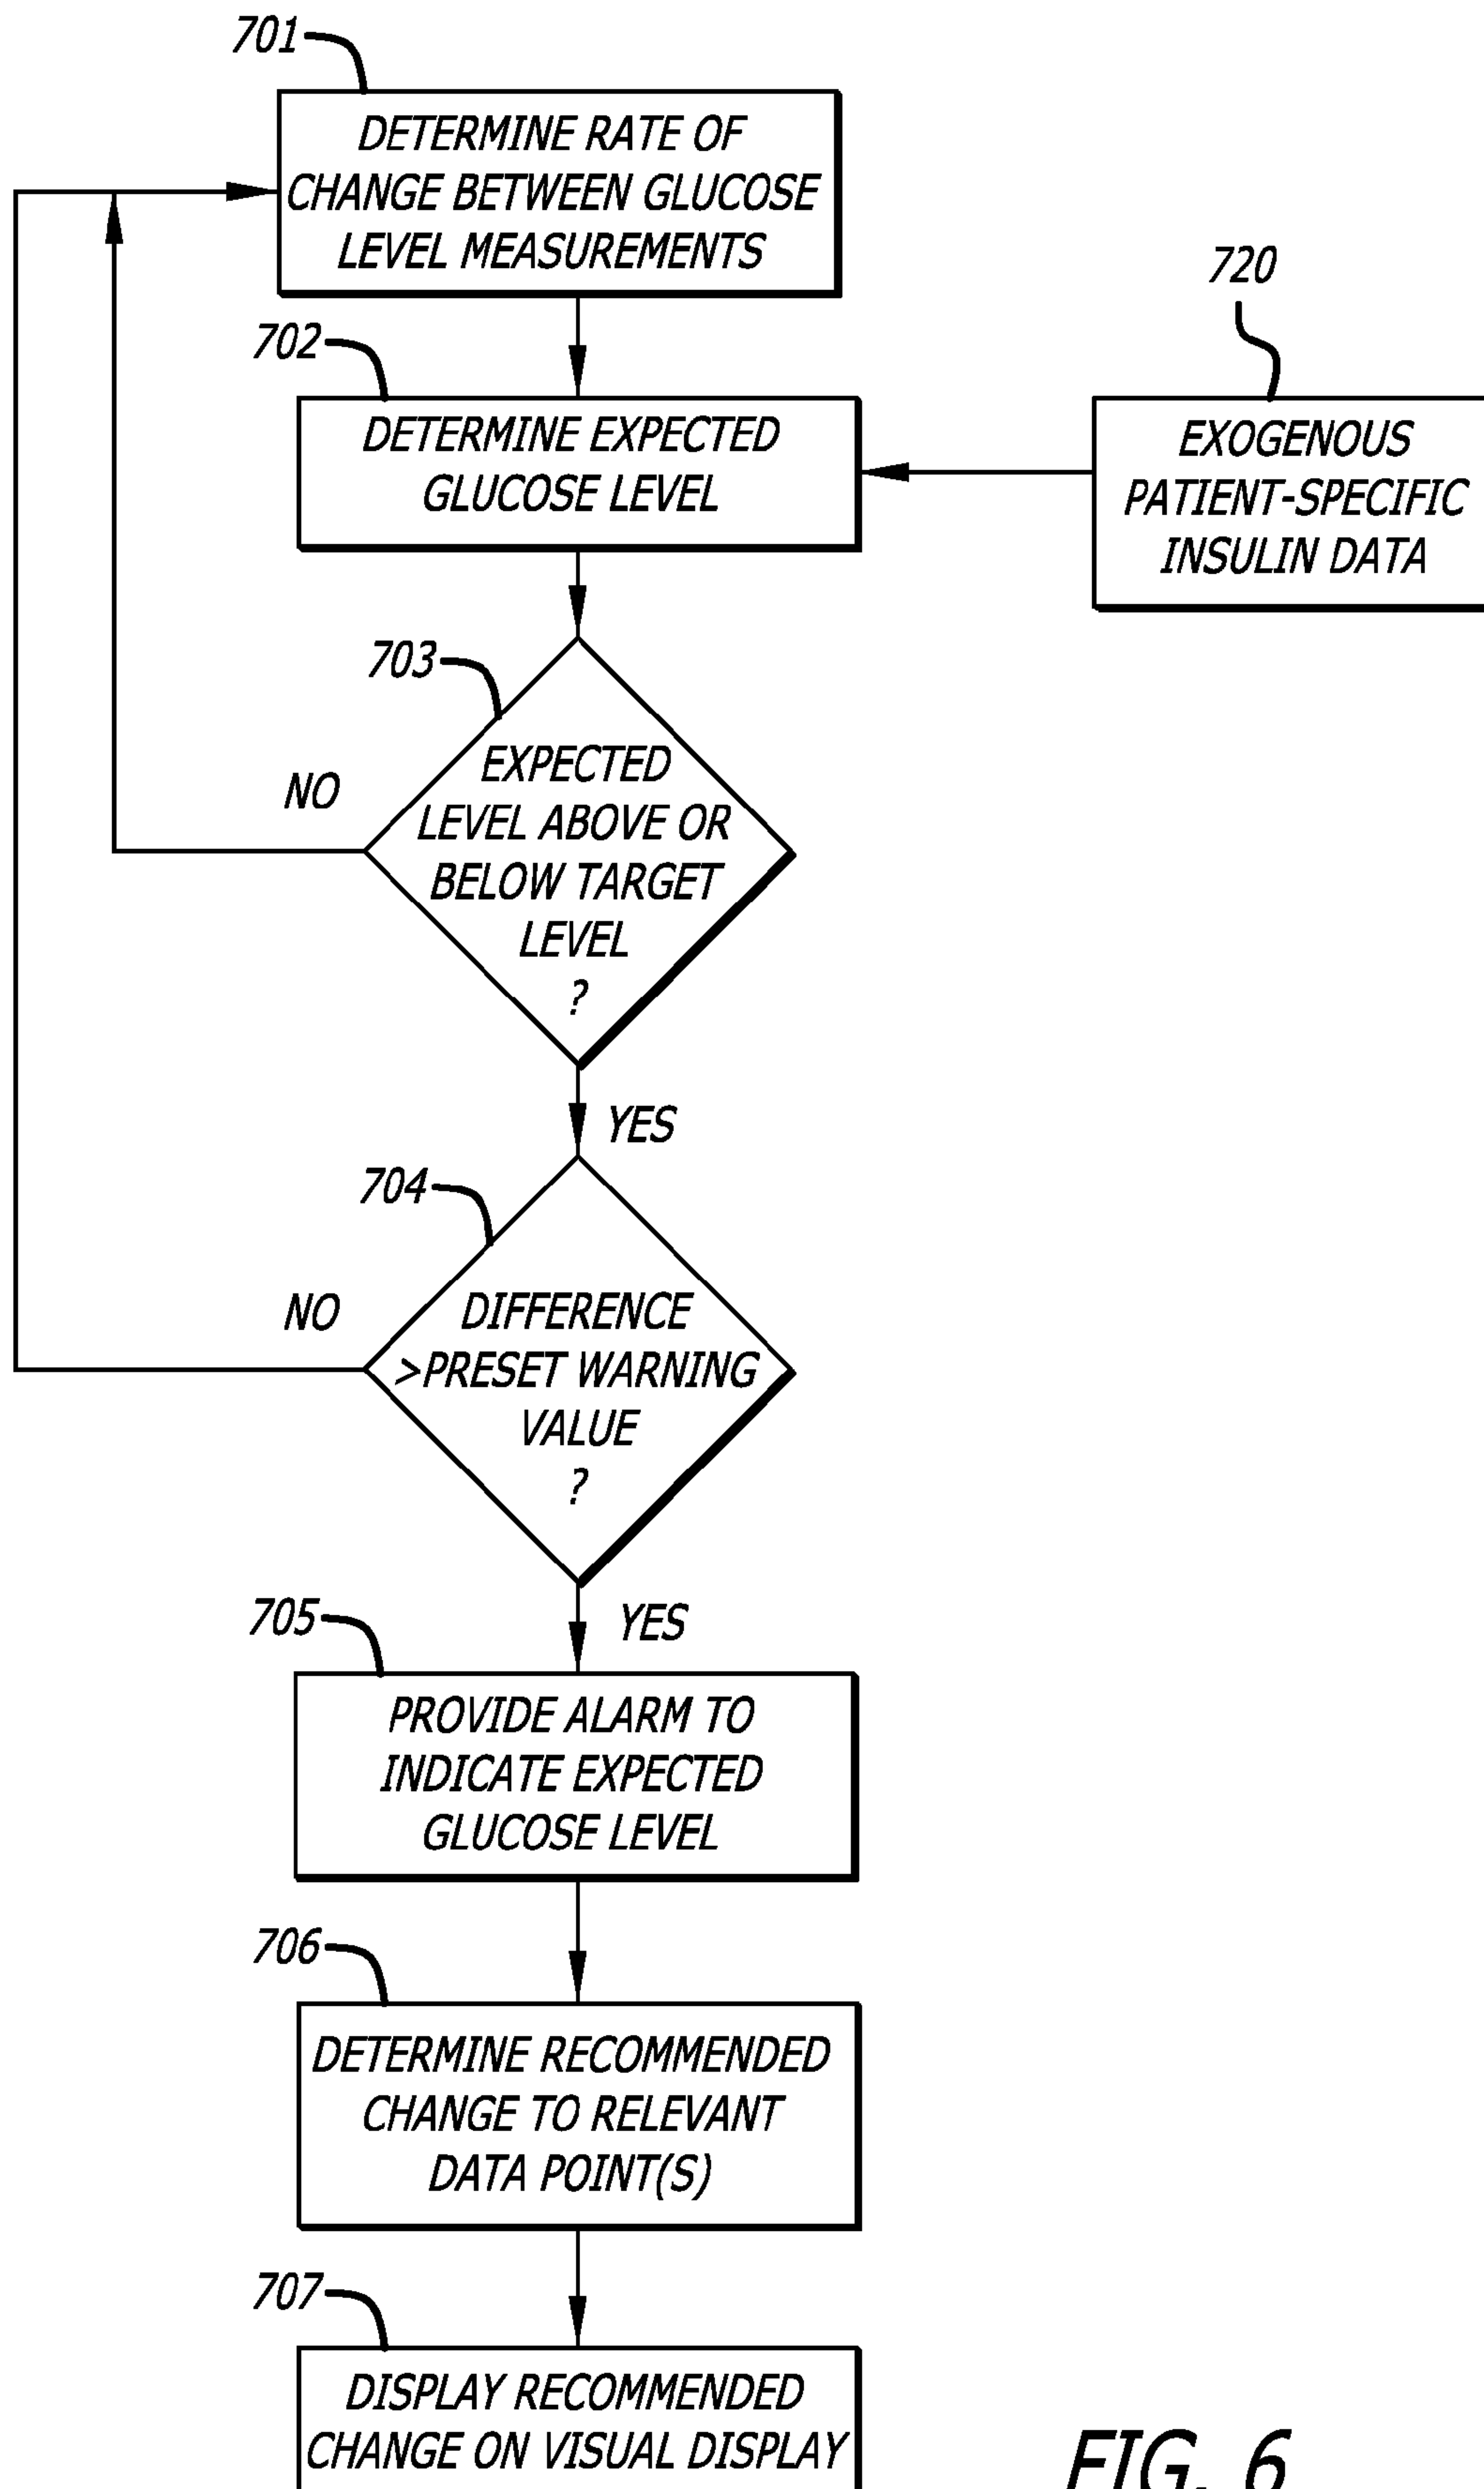 701
DETERMINE RATE OF
CHANGE BETWEEN GLUCOSE
LEVEL MEASUREMENTS
720
702
DETERMINE EXPECTED
GLUCOSE LEVEL
EXOGENOUS
PATIENT-SPECIFIC
INSULIN DATA
703
EXPECTED
LEVEL ABOVE OR
BELOW TARGET
LEVEL
?
NO
YES
704
DIFFERENCE
>PRESET WARNING
VALUE
?
NO
YES
705
PROVIDE ALARM TO
INDICATE EXPECTED
GLUCOSE LEVEL
706
DETERMINE RECOMMENDED
CHANGE TO RELEVANT
DATA POINT(S)
707
DISPLAY RECOMMENDED
CHANGE ON VISUAL DISPLAY
FIG. 6